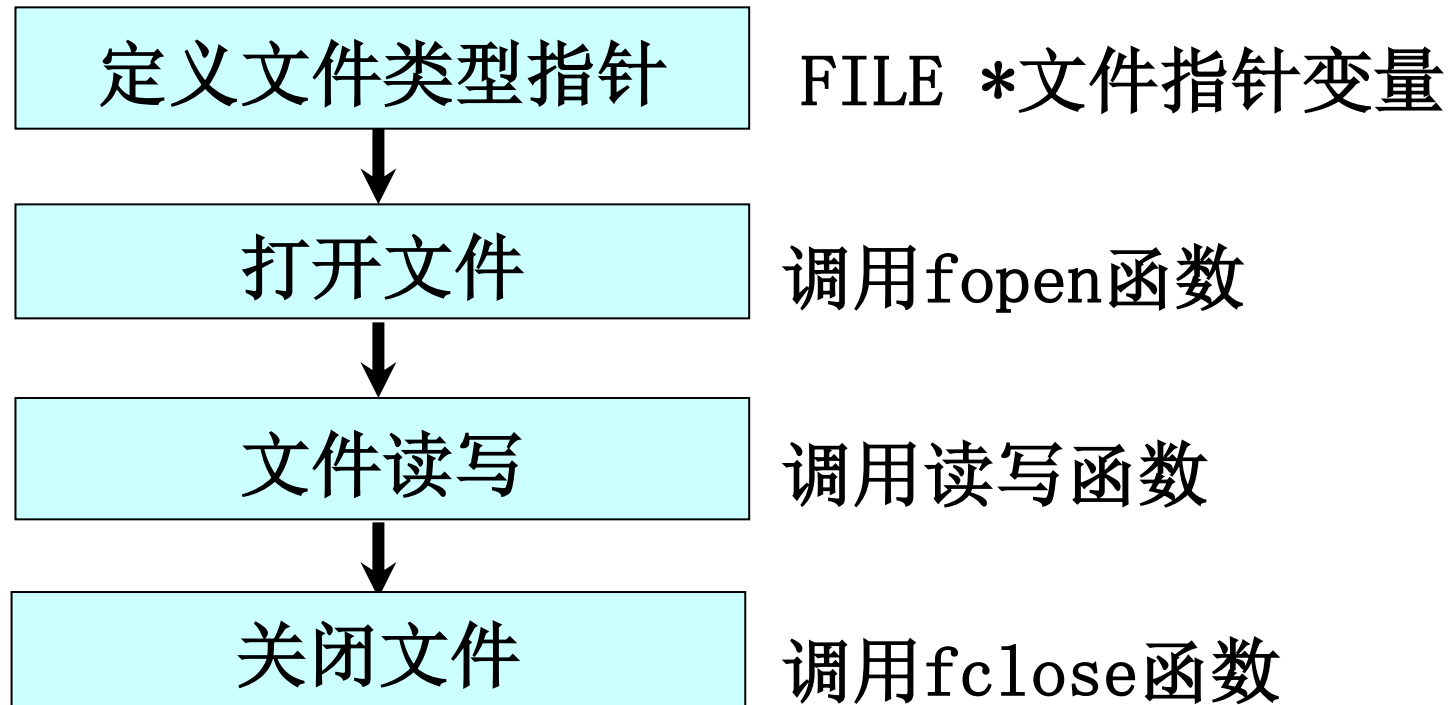 定义文件类型指针 FILE *文件指针变量
打开文件 调用fopen函数
文件读写 调用读写函数
关闭文件 调用fclose函数